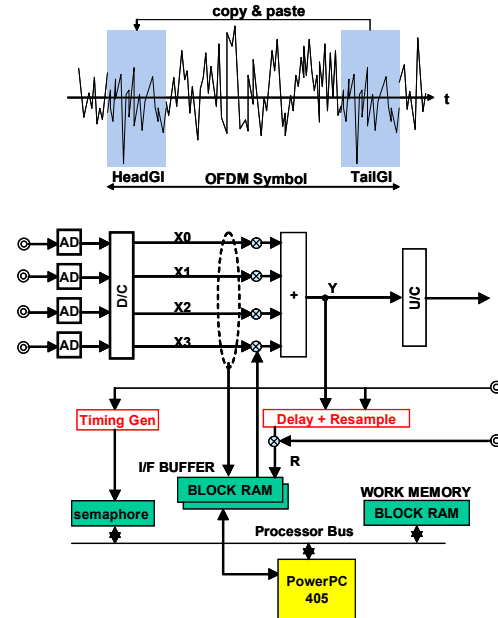 copy & paste
t
HeadGI
TailGI
OFDM Symbol
AD
AD
AD
AD
D/C
X0
X1
X2
X3
+
Y
U/C
Timing Gen
Delay + Resample
R
I/F BUFFER
BLOCK RAM
WORK MEMORY
BLOCK RAM
semaphore
Processor Bus
PowerPC
405